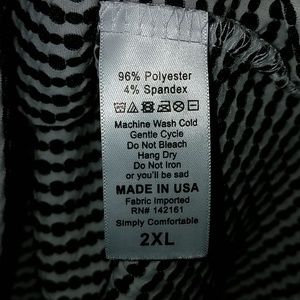 96% Polyester
4% Spandex
Machine Wash Cold
Gentle Cycle
Do Not Bleach
Hang Dry
Do Not Iron
or you'll be sad
MADE IN USA
Fabric Imported
RN# 142161
Simply Comfortable
2XL